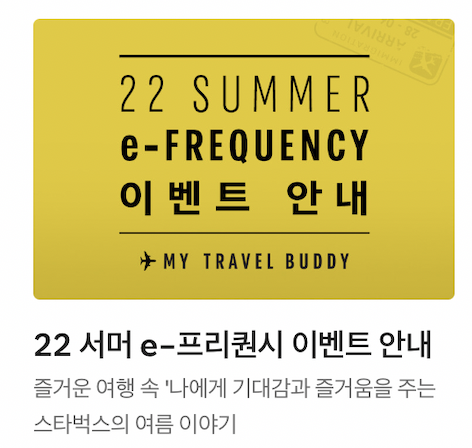 22 SUMMER
e-FREQUENCY
이벤트 안내
MY TRAVEL BUDDY
ARRIVAL
22 서머 e-프리퀀시 이벤트 안내
즐거운 여행 속 '나에게 기대감과 즐거움을 주는
스타벅스의 여름 이야기